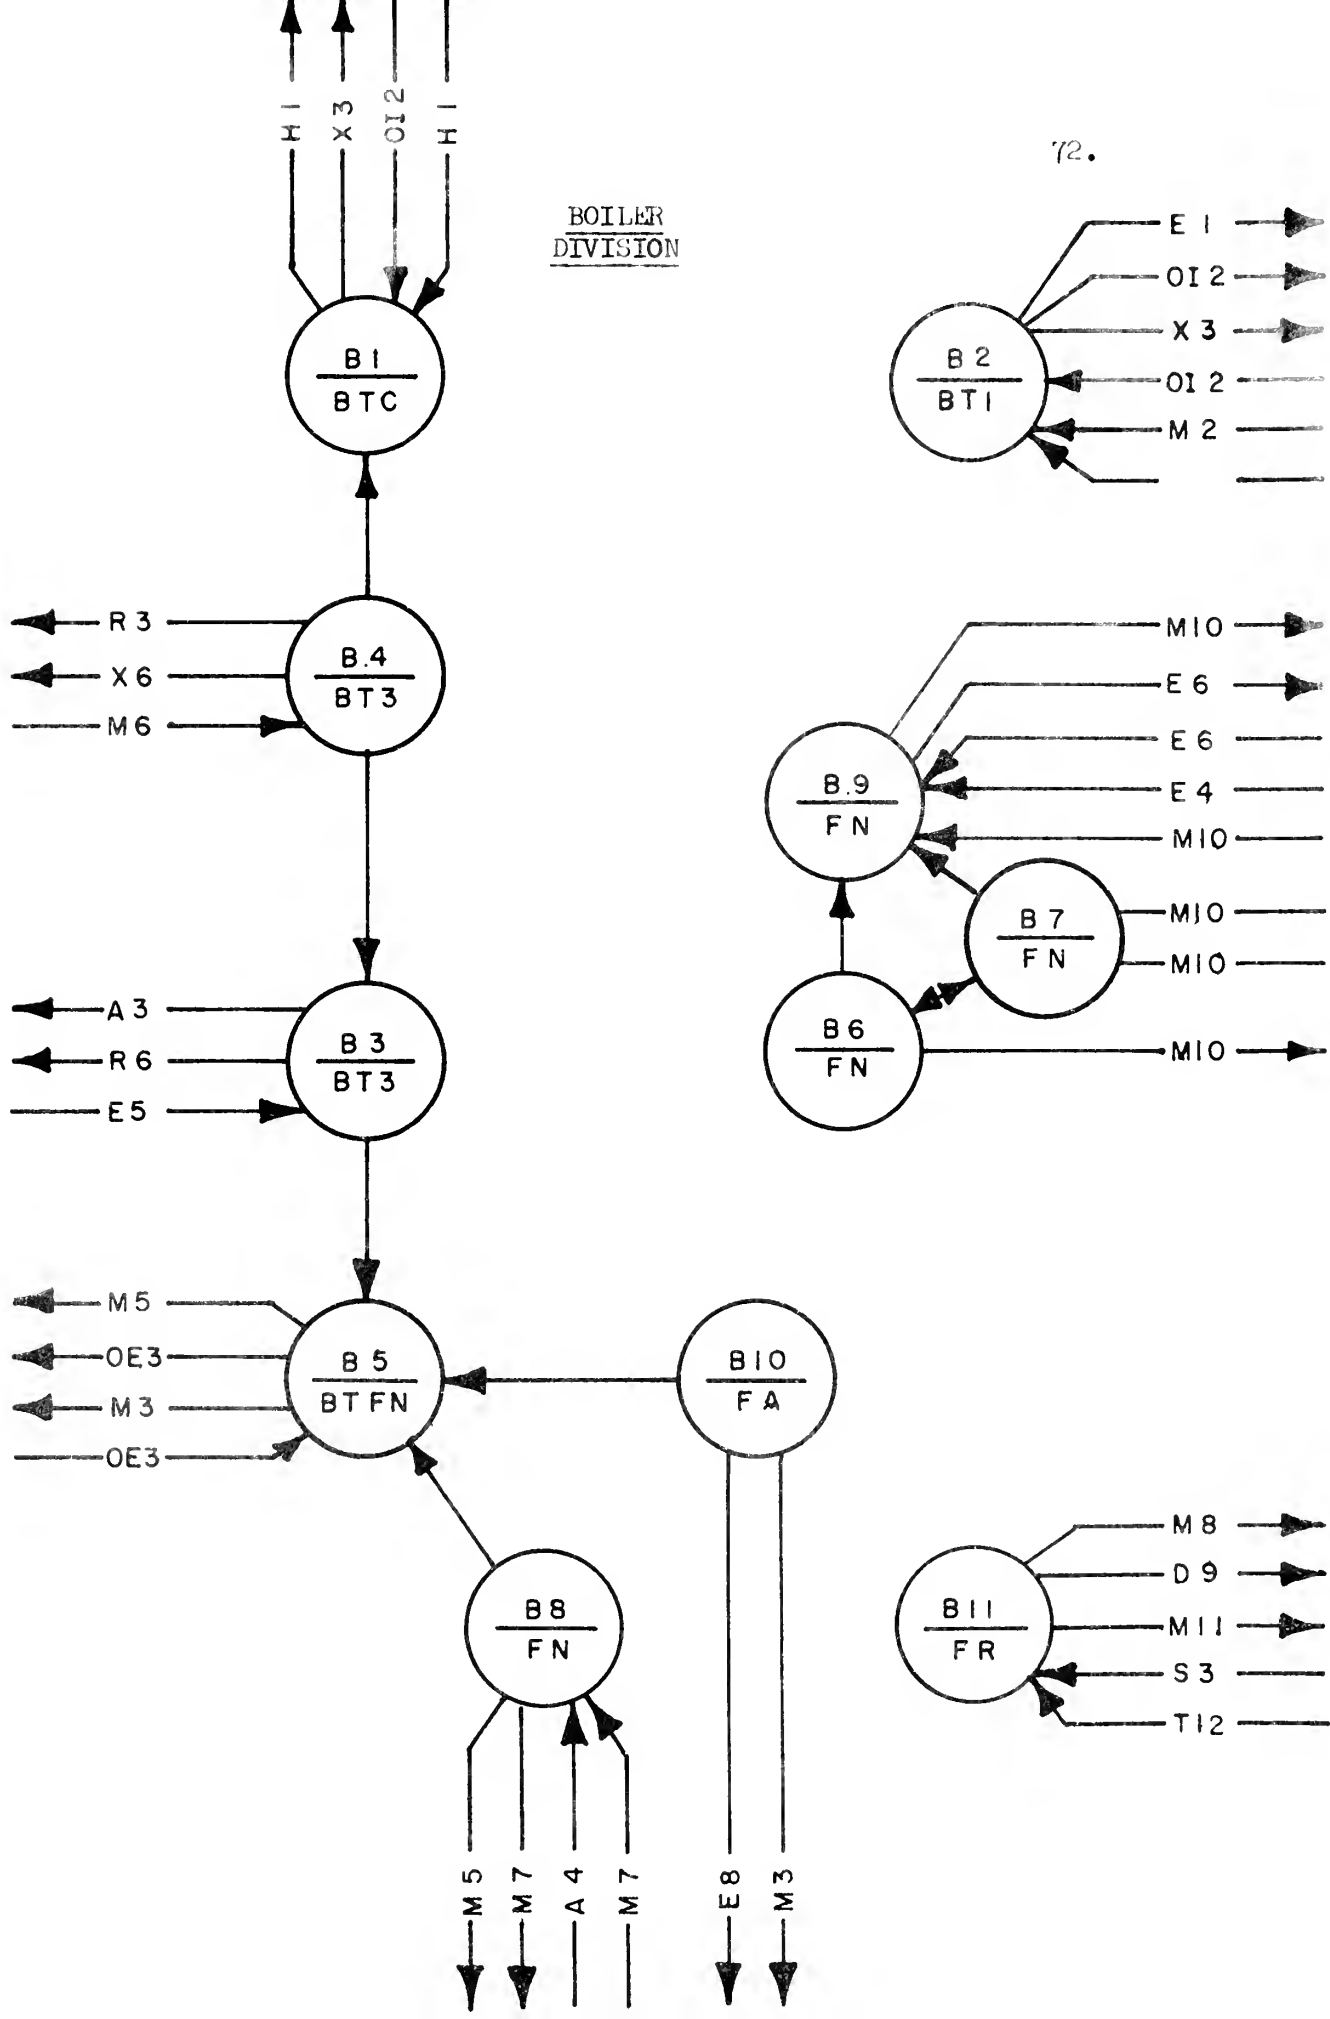 H1
X3
OI2
H1
72.
BOILER
DIVISION
E1
OI2
X3
OI2
M2
B1
BTC
B2
BT1
R3
X6
M6
B.4
BT3
M10
E6
E6
E4
M10
B.9
FN
M10
M10
B7
FN
M10
B6
FN
A3
R6
E5
B3
BT3
M5
OE3
M3
OE3
B5
BTFN
B10
FA
M8
D9
M11
S3
T12
B11
FR
B8
FN
M5
M7
A4
M7
E8
M3